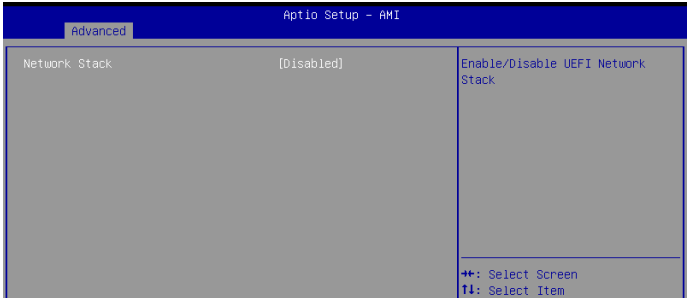 Aptio Setup – AMI
Advanced
Network Stack [Disabled]
Enable/Disable UEFI Network
Stack
→←: Select Screen
↑↓: Select Item